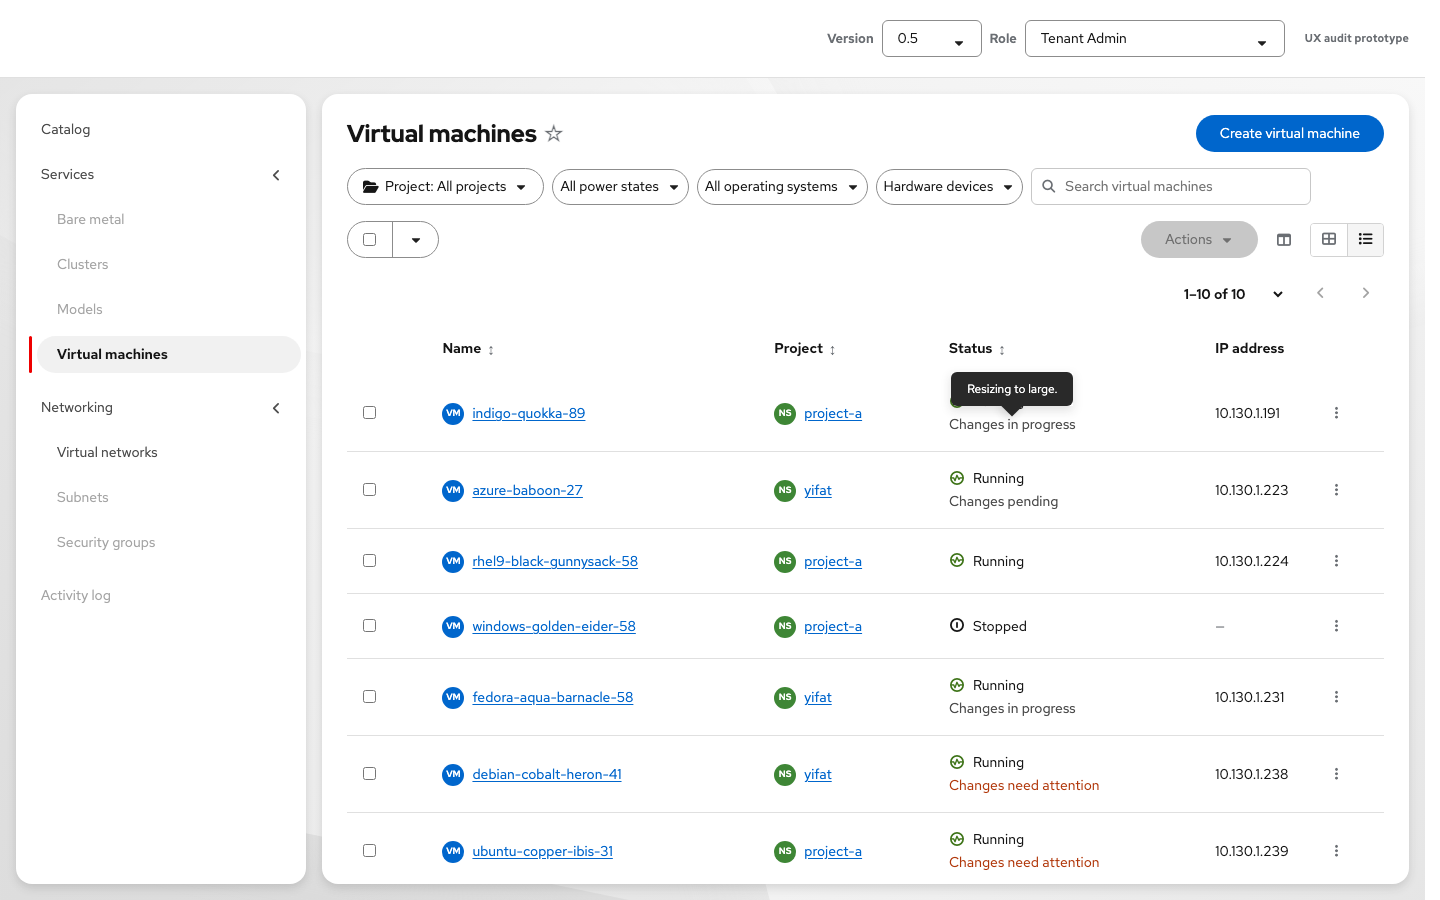 Version 0.5 Role Tenant Admin UX audit prototype
Catalog
Services
Bare metal
Clusters
Models
Virtual machines
Networking
Virtual networks
Subnets
Security groups
Activity log
Virtual machines Create virtual machine
Project: All projects All power states All operating systems Hardware devices Search virtual machines
Actions
1–10 of 10
Name Project Status IP address
Resizing to large.
VM indigo-quokka-89 NS project-a 10.130.1.191
Changes in progress
VM azure-baboon-27 NS yifat Running 10.130.1.223
Changes pending
VM rhel9-black-gunnysack-58 NS project-a Running 10.130.1.224
VM windows-golden-eider-58 NS project-a Stopped –
VM fedora-aqua-barnacle-58 NS yifat Running 10.130.1.231
Changes in progress
VM debian-cobalt-heron-41 NS yifat Running 10.130.1.238
Changes need attention
VM ubuntu-copper-ibis-31 NS project-a Running 10.130.1.239
Changes need attention